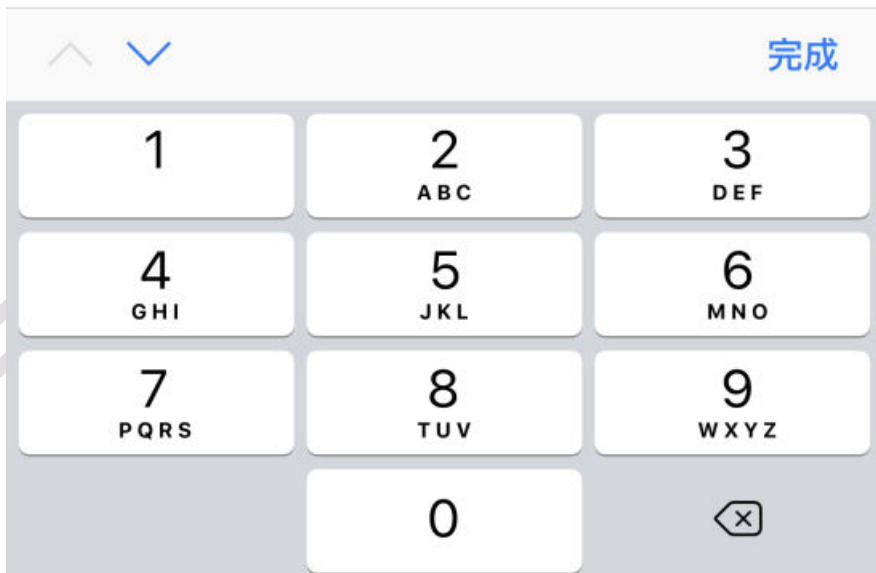 完成
1 2 3
ABC DEF
4 5 6
GHI JKL MNO
7 8 9
PQRS TUV WXYZ
0